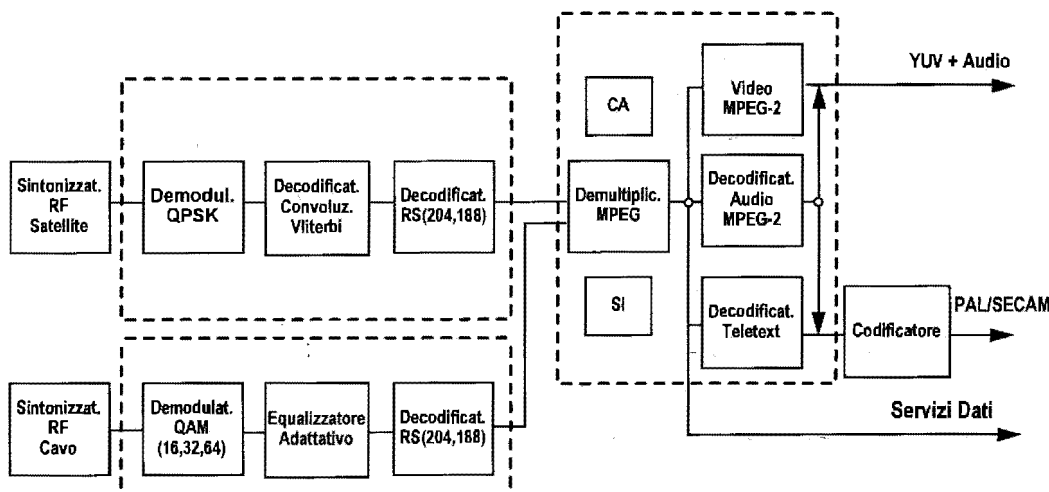 YUV + Audio
Video
MPEG-2
CA
Sintonizzat.
RF
Satellite
Demodul.
QPSK
Decodificat.
Convoluz.
Vliterbi
Decodificat.
RS(204,188)
Demultiplic.
MPEG
Decodificat.
Audio
MPEG-2
SI
Decodificat.
Teletext
Codificatore
PAL/SECAM
Sintonizzat.
RF
Cavo
Demodulat.
QAM
(16,32,64)
Equalizzatore
Adattativo
Decodificat.
RS(204,188)
Servizi Dati